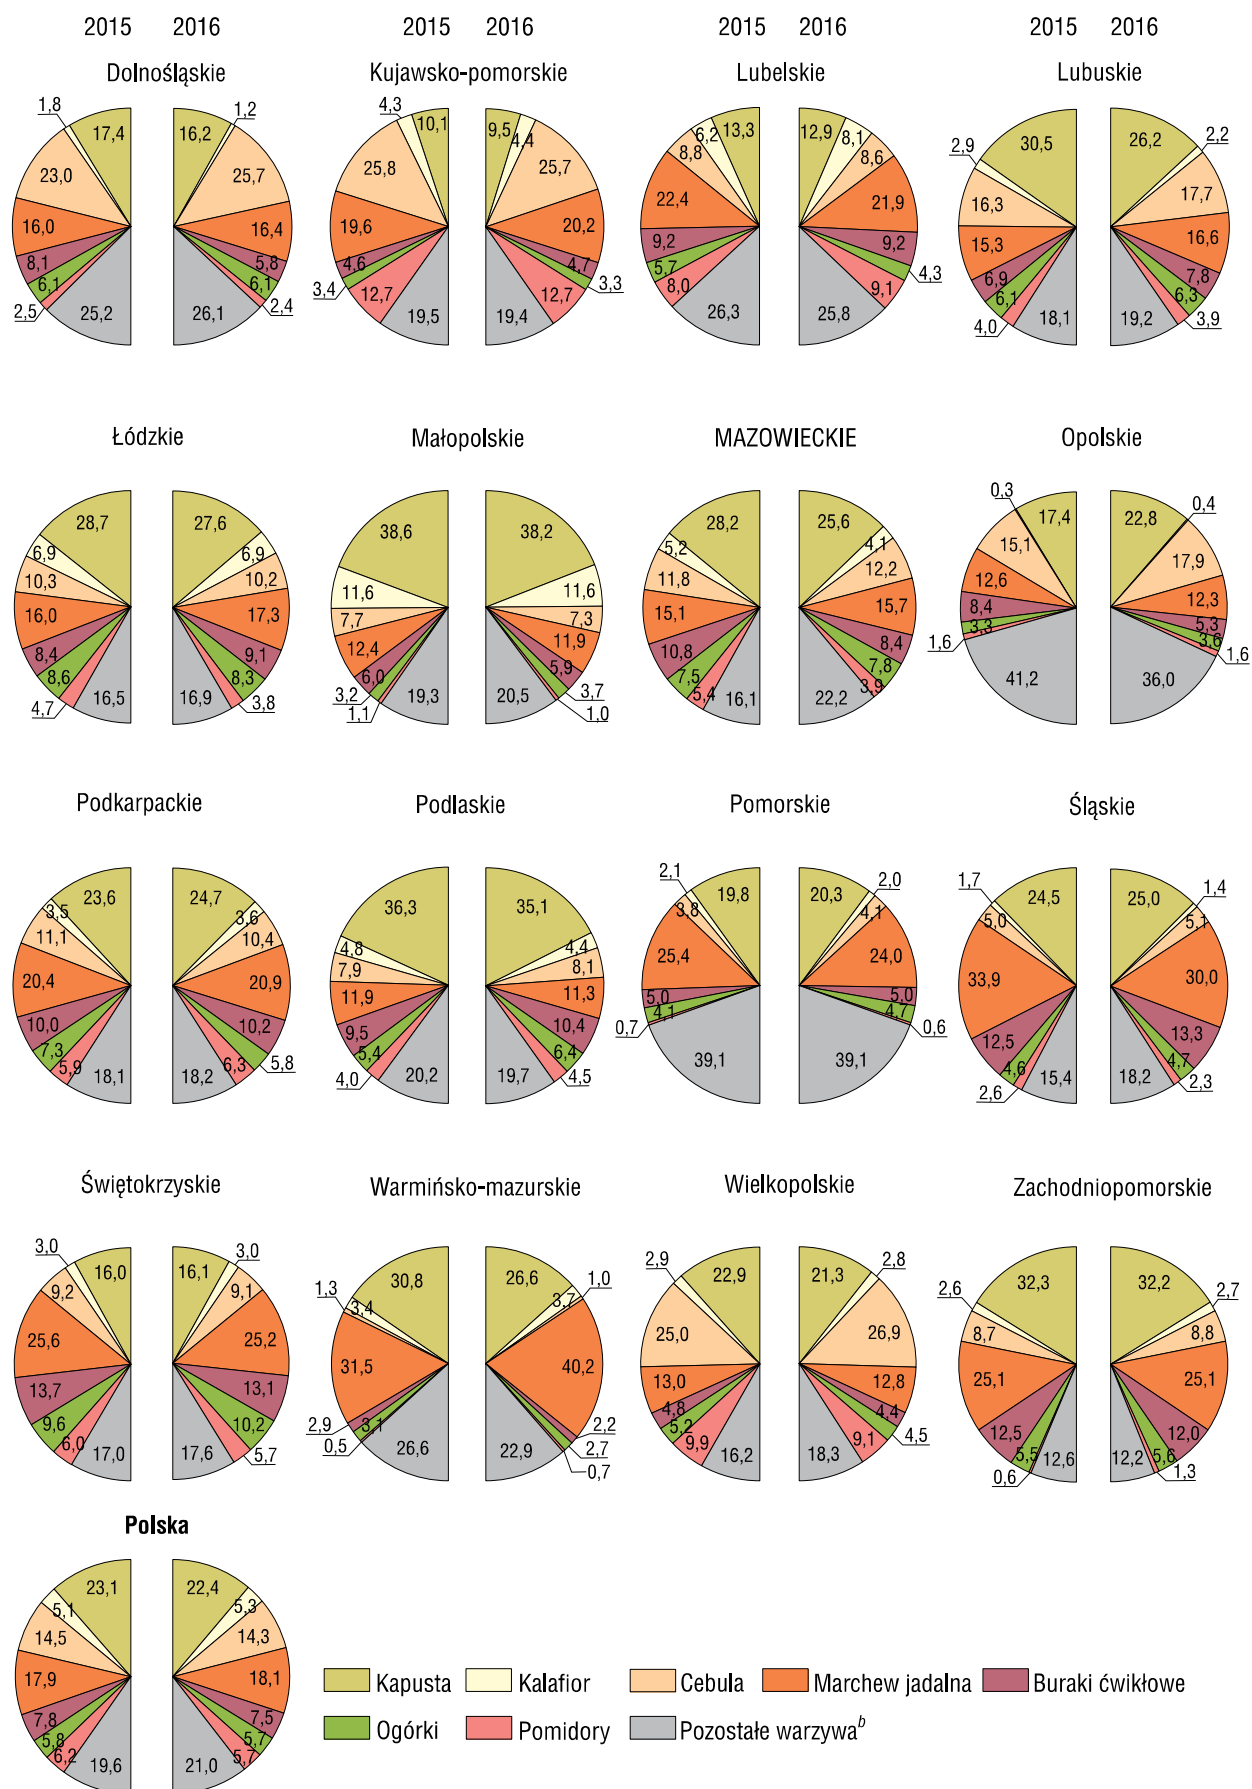 2015 2016 2015 2016 2015 2016 2015 2016
Dolnośląskie Kujawsko-pomorskie Lubelskie Lubuskie
1,8 17,4 16,2 1,2 4,3 10,1 9,5 4,4 6,2 13,3 12,9 8,1 2,9 30,5 26,2 2,2
23,0 25,7 25,8 25,7 8,8 8,6 16,3 17,7
16,0 16,4 19,6 20,2 22,4 21,9 15,3 16,6
8,1 5,8 4,6 4,7 9,2 9,2 6,9 7,8
6,1 6,1 3,4 3,3 5,7 4,3 6,1 6,3
2,5 2,4 12,7 12,7 8,0 9,1 4,0 3,9
25,2 26,1 19,5 19,4 26,3 25,8 18,1 19,2
Łódzkie Małopolskie MAZOWIECKIE Opolskie
28,7 27,6 38,6 38,2 28,2 25,6 0,3 17,4 22,8 0,4
6,9 6,9 11,6 11,6 5,2 4,1 15,1 17,9
10,3 10,2 7,7 7,3 11,8 12,2 12,6 12,3
16,0 17,3 12,4 11,9 15,1 15,7 8,4 5,3
8,4 9,1 6,0 5,9 10,8 8,4 3,3 3,6
8,6 8,3 3,2 3,7 7,5 7,8 1,6 1,6
4,7 3,8 1,1 1,0 5,4 3,9 41,2 36,0
16,5 16,9 19,3 20,5 16,1 22,2
Podkarpackie Podlaskie Pomorskie Śląskie
23,6 24,7 36,3 35,1 2,1 19,8 20,3 2,0 1,7 24,5 25,0 1,4
3,5 3,6 4,8 4,4 3,8 4,1 5,0 5,1
11,1 10,4 7,9 8,1 25,4 24,0 33,9 30,0
20,4 20,9 11,9 11,3 5,0 5,0 12,5 13,3
10,0 10,2 9,5 10,4 4,1 4,7 4,6 4,7
7,3 5,8 5,4 6,4 0,7 0,6 2,6 2,3
5,9 6,3 4,0 4,5 39,1 39,1 15,4 18,2
18,1 18,2 20,2 19,7
Świętokrzyskie Warmińsko-mazurskie Wielkopolskie Zachodniopomorskie
3,0 16,0 16,1 3,0 30,8 26,6 2,9 22,9 21,3 2,8 32,3 32,2
9,2 9,1 1,3 3,4 3,7 1,0 25,0 26,9 2,6 2,7
25,6 25,2 31,5 40,2 13,0 12,8 8,7 8,8
13,7 13,1 2,9 2,2 4,8 4,4 25,1 25,1
9,6 10,2 3,1 2,7 5,2 4,5 12,5 12,0
6,0 5,7 0,5 0,7 9,9 9,1 5,5 5,6
17,0 17,6 26,6 22,9 16,2 18,3 0,6 12,6 12,2 1,3
Polska
23,1 22,4
5,1 5,3
14,5 14,3
17,9 18,1
7,8 7,5
5,8 5,7
6,2 5,7
19,6 21,0
Kapusta Kalafior Cebula Marchew jadalna Buraki ćwikłowe
Ogórki Pomidory Pozostałe warzywa b